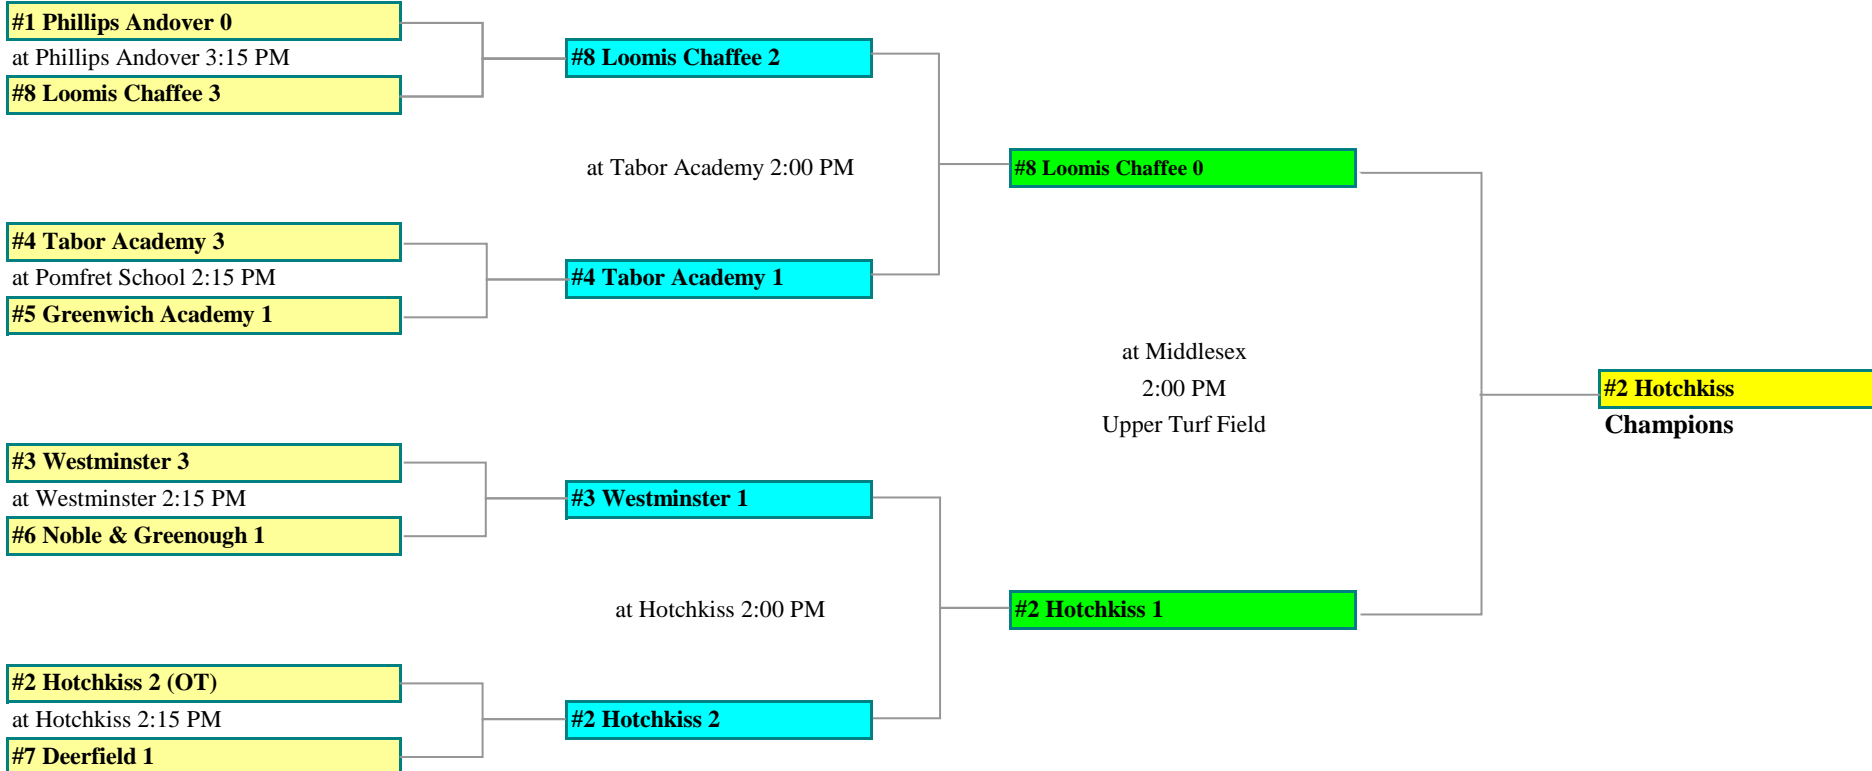 #1 Phillips Andover 0
at Phillips Andover 3:15 PM
#8 Loomis Chaffee 3
#4 Tabor Academy 3
at Pomfret School 2:15 PM
#5 Greenwich Academy 1
#3 Westminster 3
at Westminster 2:15 PM
#6 Noble & Greenough 1
#2 Hotchkiss 2 (OT)
at Hotchkiss 2:15 PM
#7 Deerfield 1
#8 Loomis Chaffee 2
at Tabor Academy 2:00 PM
#4 Tabor Academy 1
#3 Westminster 1
at Hotchkiss 2:00 PM
#2 Hotchkiss 2
#8 Loomis Chaffee 0
at Middlesex
2:00 PM
Upper Turf Field
#2 Hotchkiss 1
#2 Hotchkiss
Champions